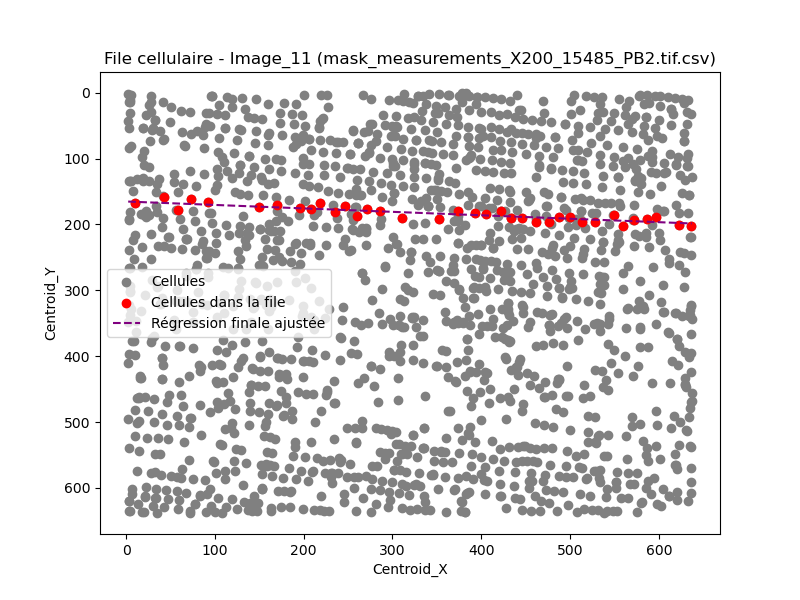 File cellulaire - Image_11 (mask_measurements_X200_15485_PB2.tif.csv)
0
100
200
300
400
500
600
Centroid_Y
Cellules
Cellules dans la file
Régression finale ajustée
0 100 200 300 400 500 600
Centroid_X